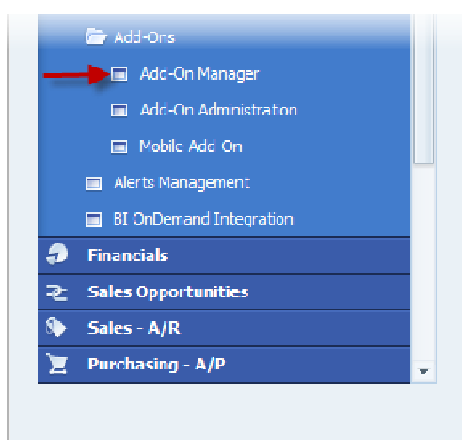 Add-Ons
Add-On Manager
Add-On Administration
Mobile Add-On
Alerts Management
BI OnDemand Integration
Financials
Sales Opportunities
Sales - A/R
Purchasing - A/P